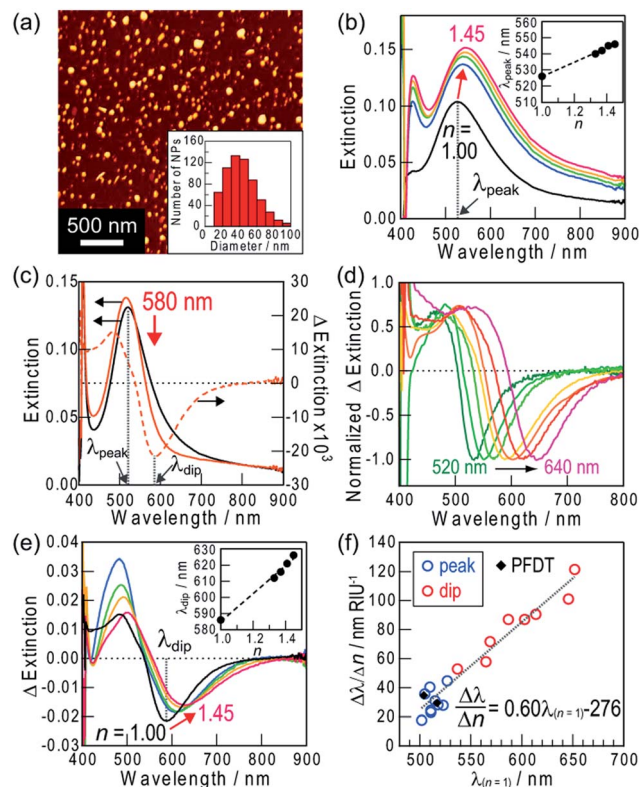 (a)
500 nm
Number of NPs
160
120
80
40
0
20 40 60 80 100
Diameter / nm
(b)
Extinction
0.15
0.10
0.05
0.00
1.45
n =
1.00
λpeak
400 500 600 700 800 900
Wavelength / nm
λpeak / nm
560
550
540
530
520
510
1.0 1.2 1.4
n
(c)
Extinction
0.15
0.10
0.05
0.00
580 nm
λpeak
λdip
Δ Extinction x10³
30
20
10
0
-10
-20
-30
400 500 600 700 800 900
Wavelength / nm
(d)
Normalized Δ Extinction
1.0
0.5
0.0
-0.5
-1.0
520 nm
640 nm
400 500 600 700 800
Wavelength / nm
(e)
Δ Extinction
0.04
0.03
0.02
0.01
0.00
-0.01
-0.02
-0.03
λdip
n = 1.00
1.45
400 500 600 700 800 900
Wavelength / nm
λdip / nm
630
620
610
600
590
580
1.0 1.2 1.4
n
(f)
Δλ/Δn / nm RIU⁻¹
140
120
100
80
60
40
20
0
peak
dip
PFDT
Δλ/Δn = 0.60λ(n=1)-276
500 550 600 650 700
λ(n=1) / nm